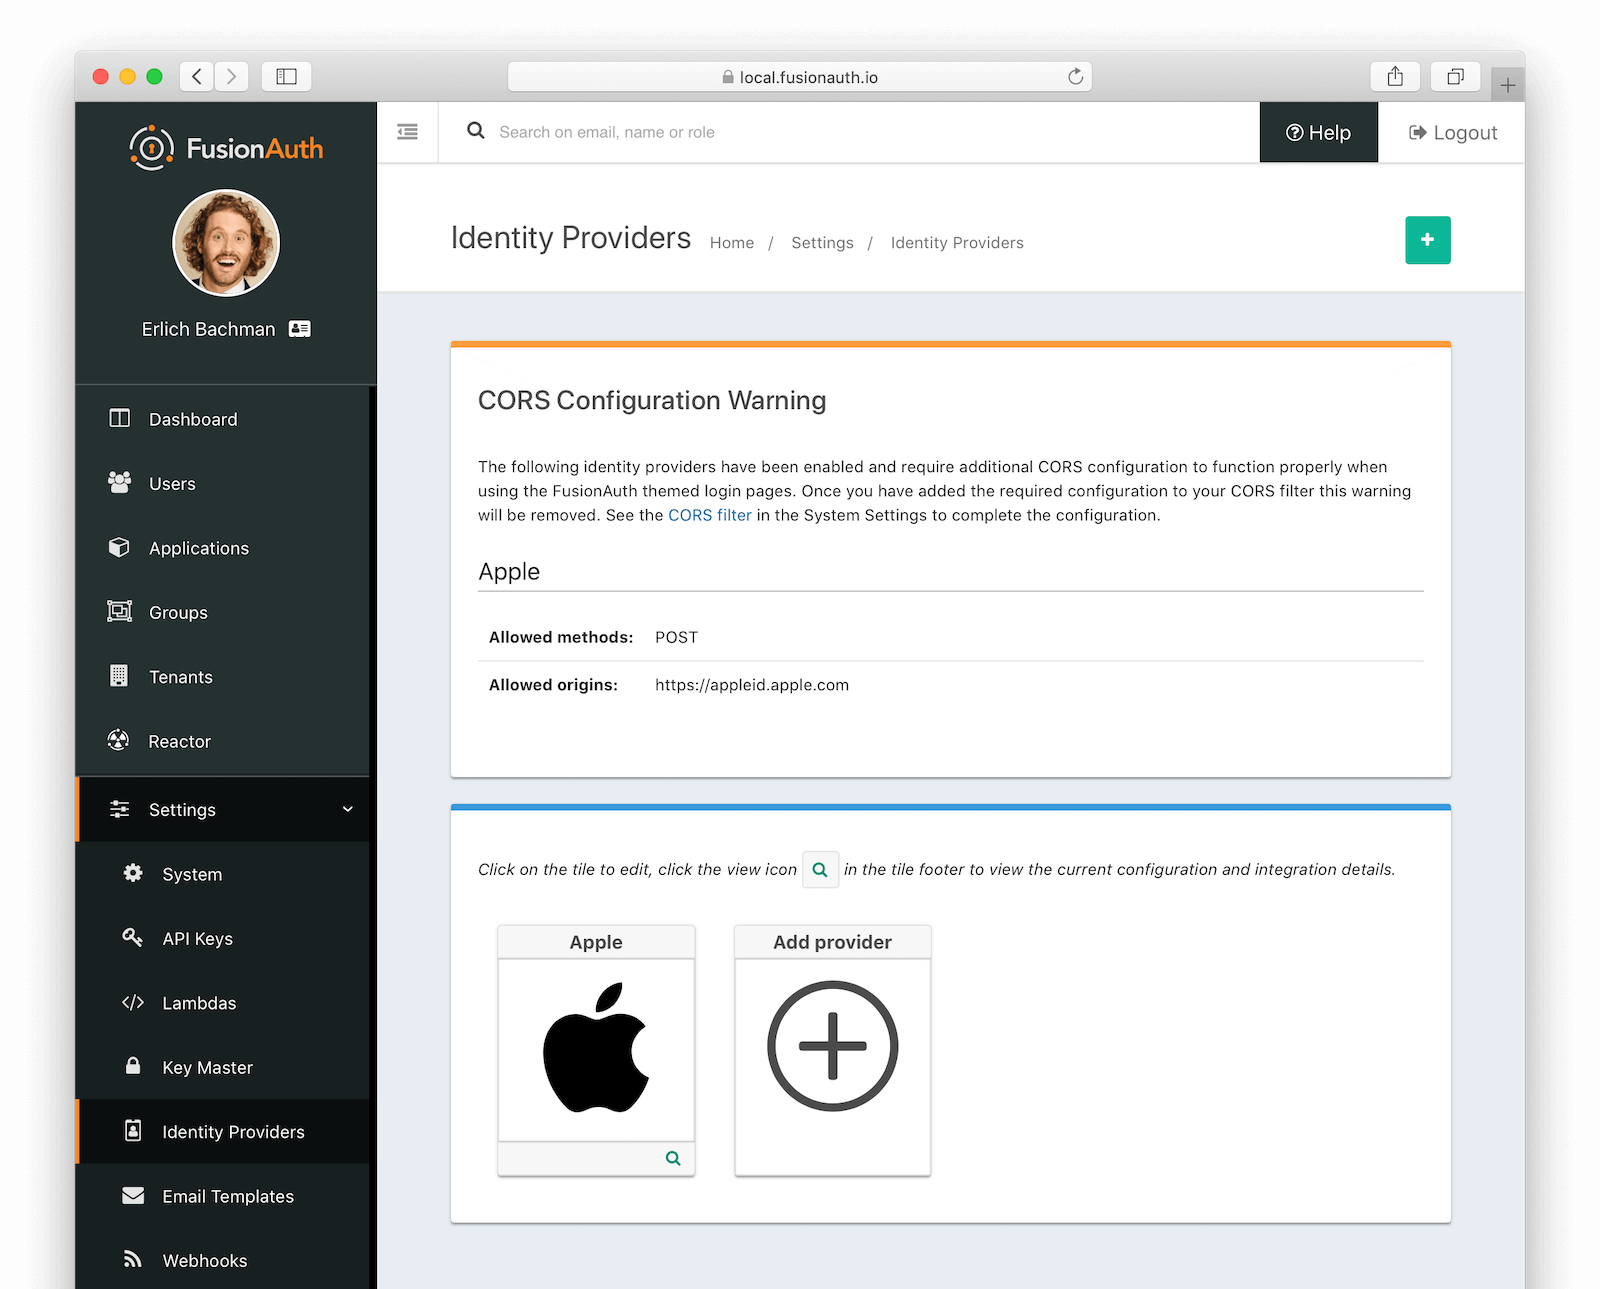 local.fusionauth.io
FusionAuth
Search on email, name or role
Help
Logout
Erlich Bachman
Identity Providers
Home / Settings / Identity Providers
Dashboard
Users
Applications
Groups
Tenants
Reactor
Settings
System
API Keys
Lambdas
Key Master
Identity Providers
Email Templates
Webhooks
CORS Configuration Warning
The following identity providers have been enabled and require additional CORS configuration to function properly when
using the FusionAuth themed login pages. Once you have added the required configuration to your CORS filter this warning
will be removed. See the CORS filter in the System Settings to complete the configuration.
Apple
Allowed methods: POST
Allowed origins: https://appleid.apple.com
Click on the tile to edit, click the view icon in the tile footer to view the current configuration and integration details.
Apple
Add provider